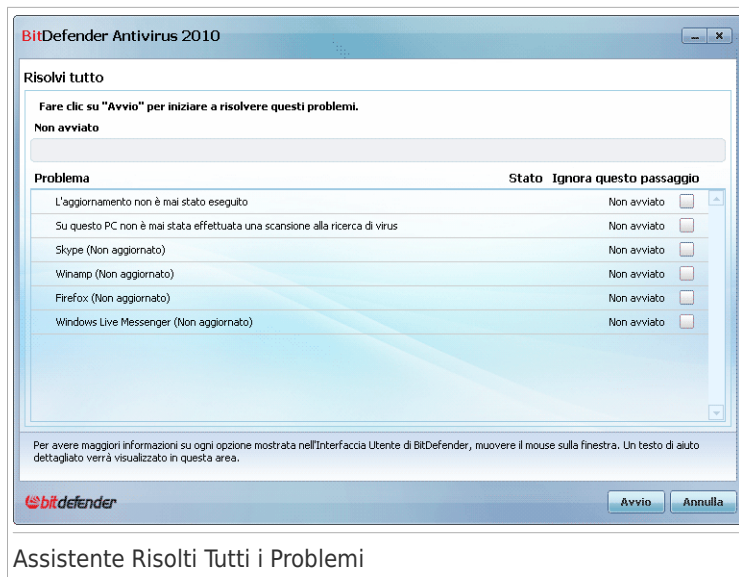 BitDefender Antivirus 2010
Risolvi tutto
Fare clic su "Avvio" per iniziare a risolvere questi problemi.
Non avviato
Problema Stato Ignora questo passaggio
L'aggiornamento non è mai stato eseguito Non avviato
Su questo PC non è mai stata effettuata una scansione alla ricerca di virus Non avviato
Skype (Non aggiornato) Non avviato
Winamp (Non aggiornato) Non avviato
Firefox (Non aggiornato) Non avviato
Windows Live Messenger (Non aggiornato) Non avviato
Per avere maggiori informazioni su ogni opzione mostrata nell'Interfaccia Utente di BitDefender, muovere il mouse sulla finestra. Un testo di aiuto
dettagliato verrà visualizzato in questa area.
bitdefender Avvio Annulla
Assistente Risolti Tutti i Problemi